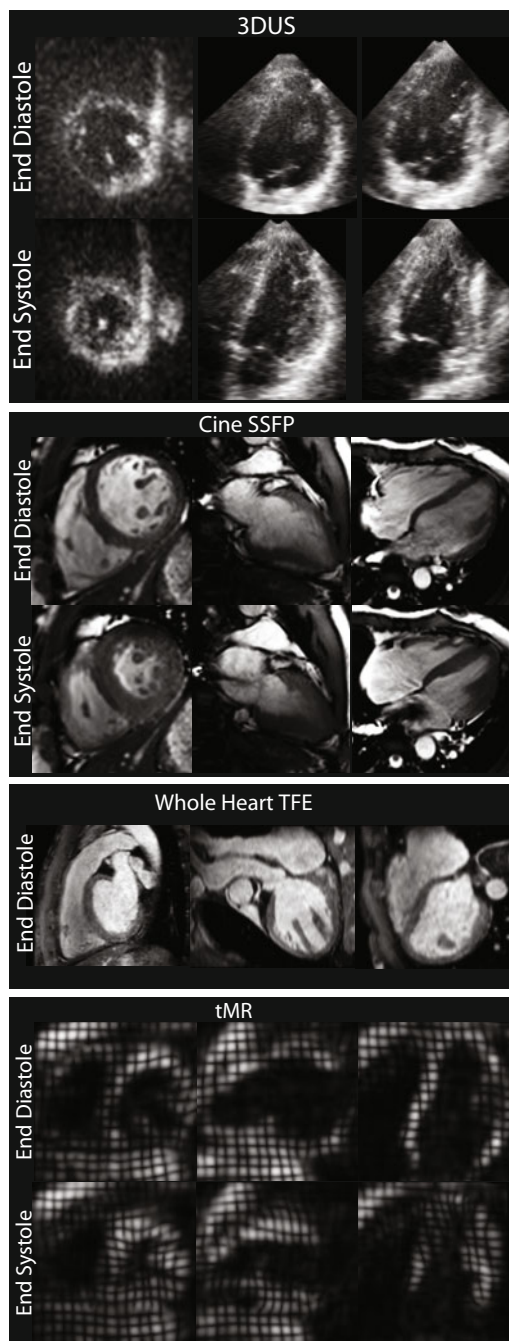 3DUS
End Diastole
End Systole
Cine SSFP
End Diastole
End Systole
Whole Heart TFE
End Diastole
tMR
End Diastole
End Systole